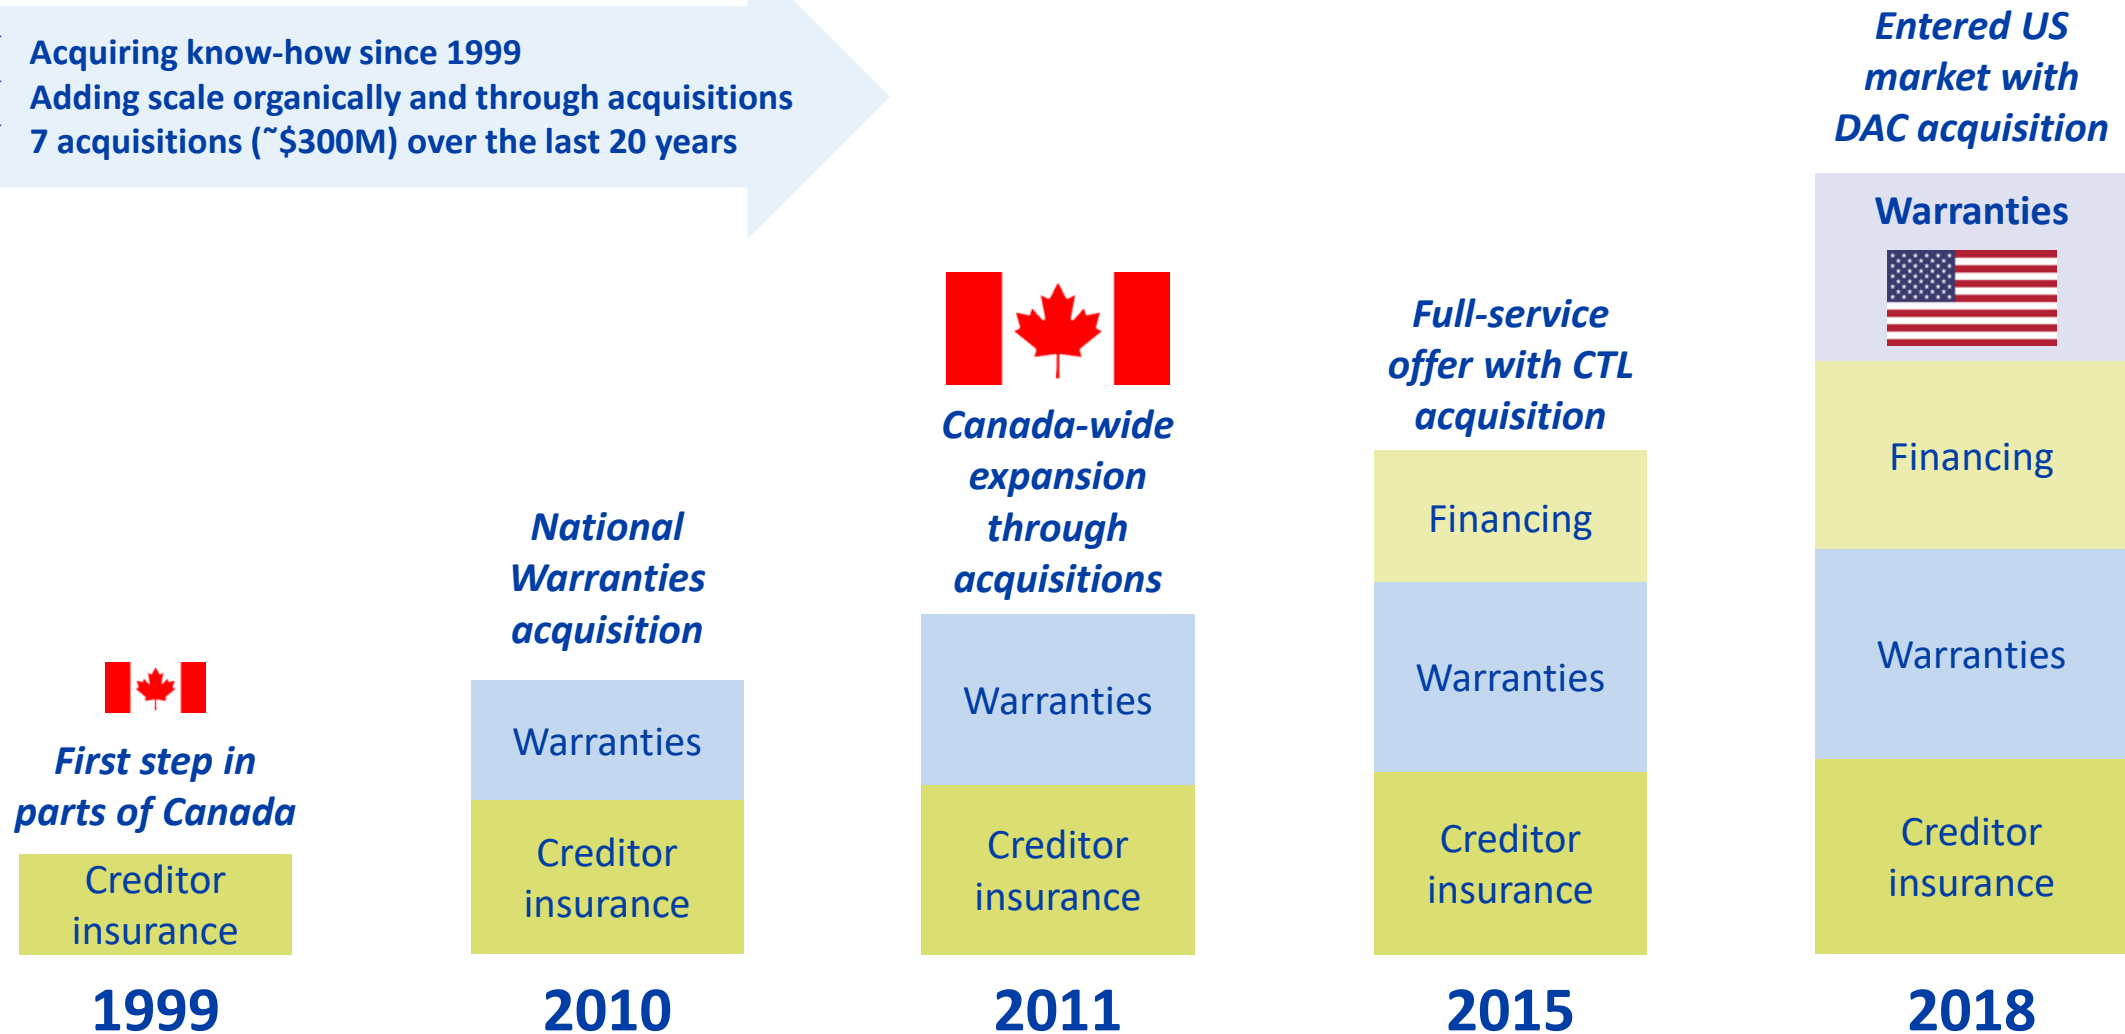 Acquiring know-how since 1999
Adding scale organically and through acquisitions
7 acquisitions (~$300M) over the last 20 years
First step in
parts of Canada
Creditor
insurance
1999
National
Warranties
acquisition
Warranties
Creditor
insurance
2010
Canada-wide
expansion
through
acquisitions
Warranties
Creditor
insurance
2011
Full-service
offer with CTL
acquisition
Financing
Warranties
Creditor
insurance
2015
Entered US
market with
DAC acquisition
Warranties
Financing
Warranties
Creditor
insurance
2018